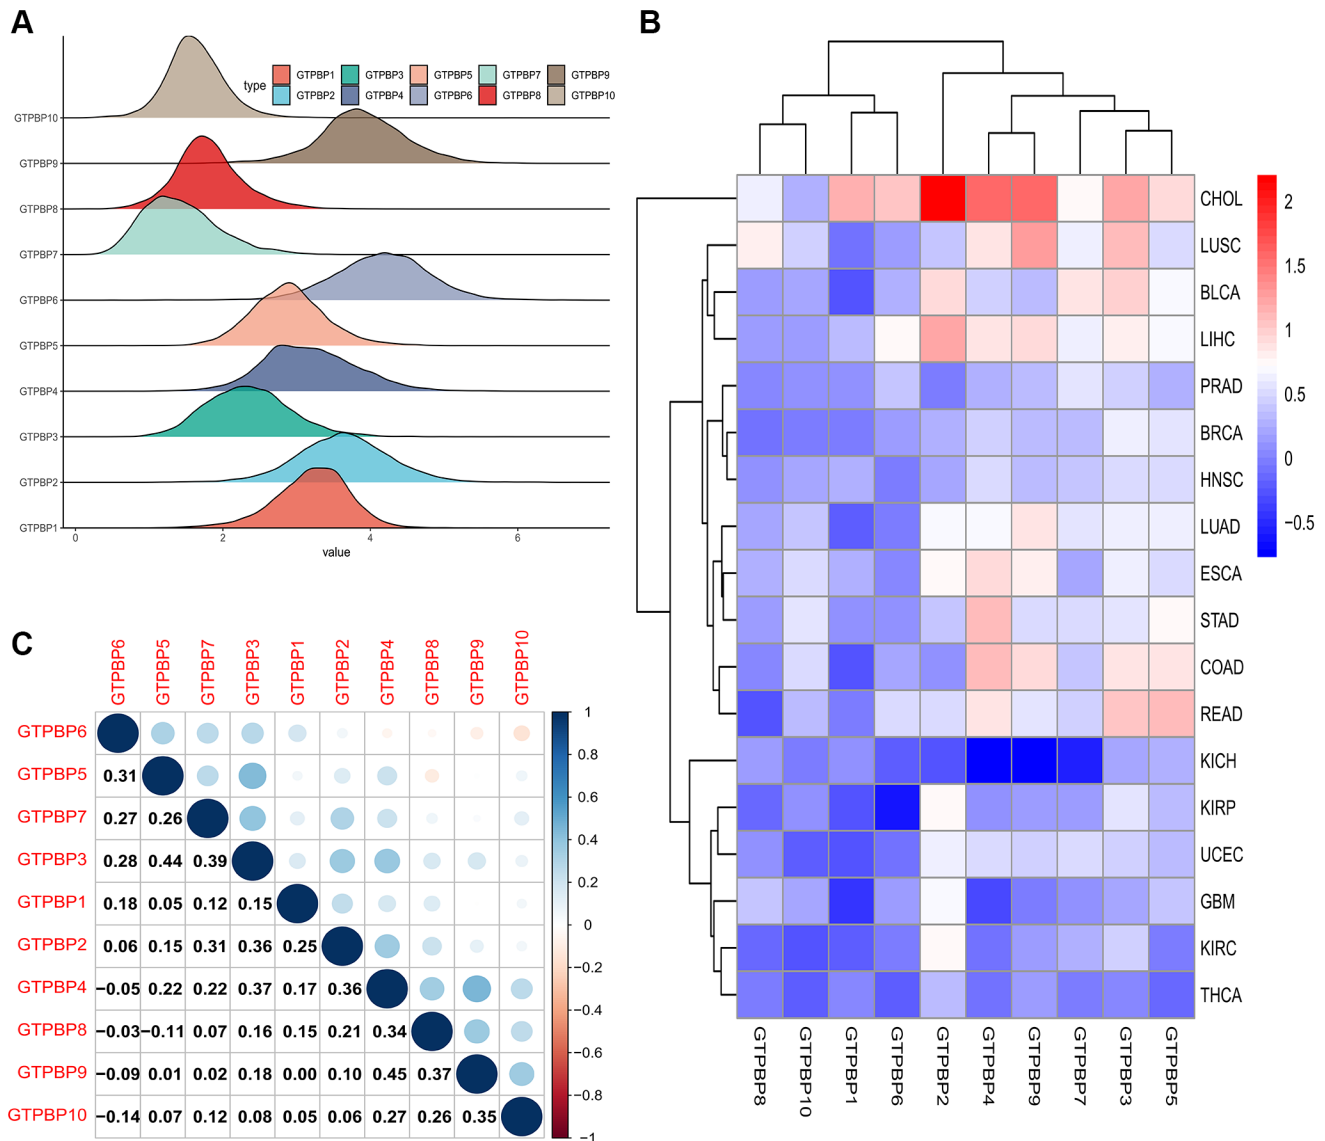 A
type
GTPBP1 GTPBP3 GTPBP5 GTPBP7 GTPBP9
GTPBP2 GTPBP4 GTPBP6 GTPBP8 GTPBP10
GTPBP10
GTPBP9
GTPBP8
GTPBP7
GTPBP6
GTPBP5
GTPBP4
GTPBP3
GTPBP2
GTPBP1
0 2 4 6
value
B
CHOL
LUSC
BLCA
LIHC
PRAD
BRCA
HNSC
LUAD
ESCA
STAD
COAD
READ
KICH
KIRP
UCEC
GBM
KIRC
THCA
GTPBP8 GTPBP10 GTPBP1 GTPBP6 GTPBP2 GTPBP4 GTPBP9 GTPBP7 GTPBP3 GTPBP5
2
1.5
1
0.5
0
−0.5
C
GTPBP6 GTPBP5 GTPBP7 GTPBP3 GTPBP1 GTPBP2 GTPBP4 GTPBP8 GTPBP9 GTPBP10
GTPBP6
GTPBP5 0.31
GTPBP7 0.27 0.26
GTPBP3 0.28 0.44 0.39
GTPBP1 0.18 0.05 0.12 0.15
GTPBP2 0.06 0.15 0.31 0.36 0.25
GTPBP4 −0.05 0.22 0.22 0.37 0.17 0.36
GTPBP8 −0.03 −0.11 0.07 0.16 0.15 0.21 0.34
GTPBP9 −0.09 0.01 0.02 0.18 0.00 0.10 0.45 0.37
GTPBP10 −0.14 0.07 0.12 0.08 0.05 0.06 0.27 0.26 0.35
1
0.8
0.6
0.4
0.2
0
−0.2
−0.4
−0.6
−0.8
−1